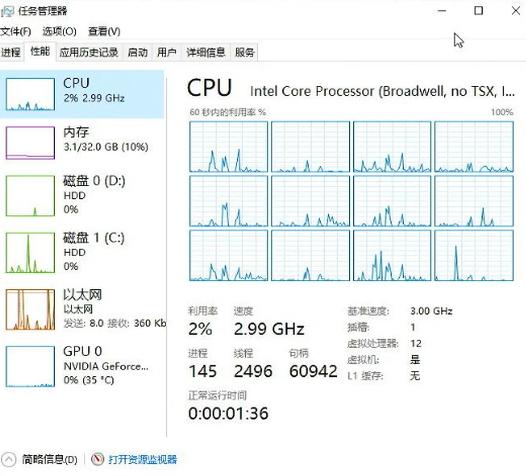 任务管理器
文件(F) 选项(O) 查看(V)
进程 性能 应用历史记录 启动 用户 详细信息 服务
CPU
2% 2.99 GHz
内存
3.1/32.0 GB (10%)
磁盘 0 (D:)
HDD
0%
磁盘 1 (C:)
HDD
0%
以太网
以太网
发送: 8.0 接收: 360 Kb
GPU 0
NVIDIA GeForce...
0% (35 °C)
CPU Intel Core Processor (Broadwell, no TSX, I...
60 秒内的利用率 % 100%
利用率 速度
2% 2.99 GHz
进程 线程 句柄
145 2496 60942
正常运行时间
0:00:01:36
基准速度: 3.00 GHz
插槽: 1
虚拟处理器: 12
虚拟机: 是
L1 缓存: 无
简略信息(D) 打开资源监视器